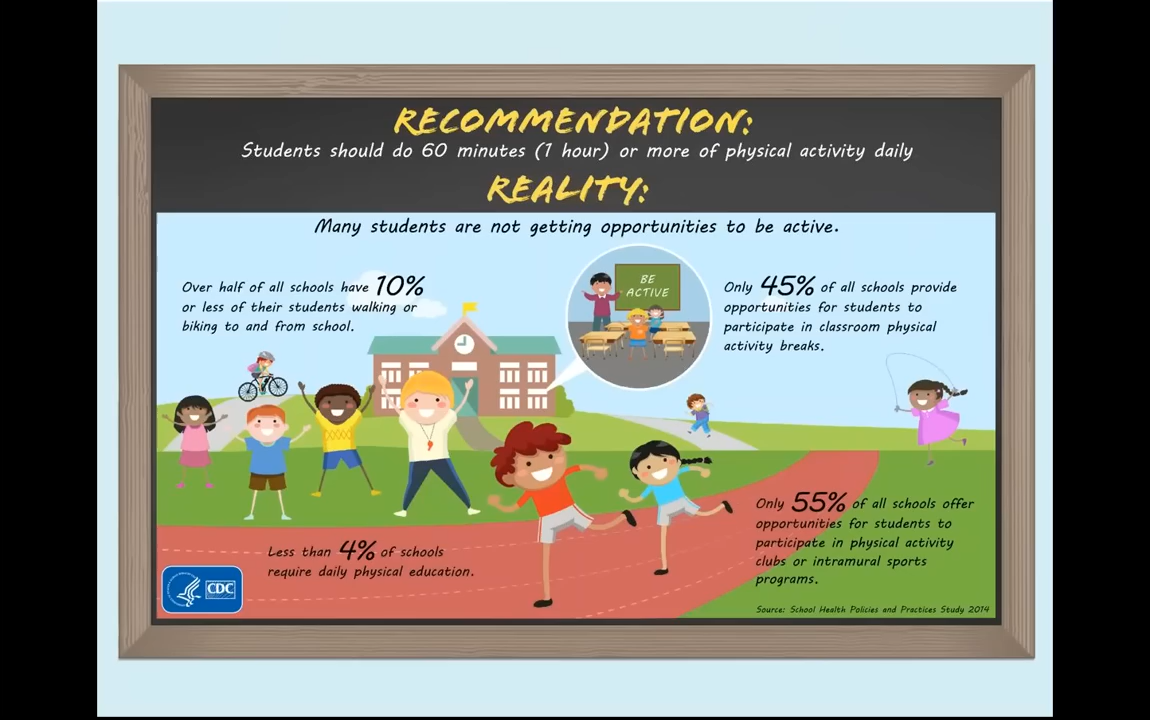 RECOMMENDATION:
Students should do 60 minutes (1 hour) or more of physical activity daily
REALITY:
Many students are not getting opportunities to be active.
Over half of all schools have 10%
or less of their students walking or
biking to and from school.
BE
ACTIVE
Only 45% of all schools provide
opportunities for students to
participate in classroom physical
activity breaks.
Only 55% of all schools offer
opportunities for students to
participate in physical activity
clubs or intramural sports
programs.
Less than 4% of schools
require daily physical education.
CDC
Source: School Health Policies and Practices Study 2014